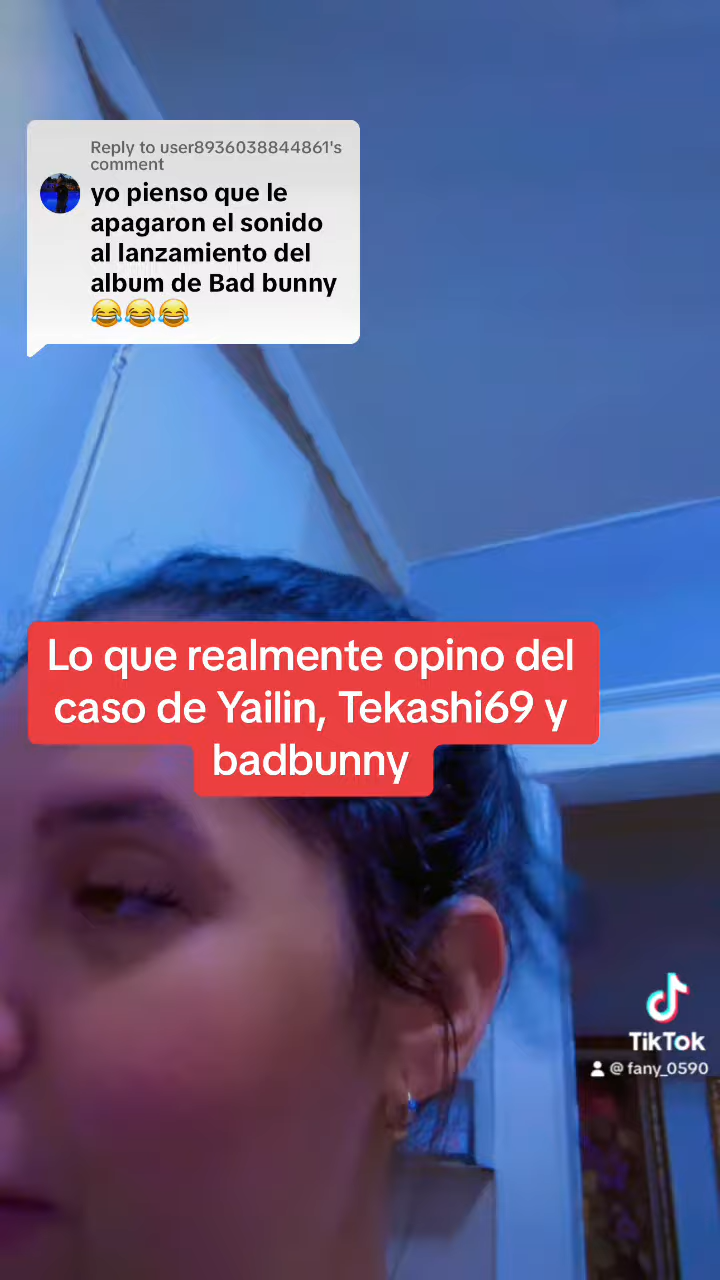 Reply to user8936038844861's
comment
yo pienso que le
apagaron el sonido
al lanzamiento del
album de Bad bunny
😂😂😂
Lo que realmente opino del
caso de Yailin, Tekashi69 y
badbunny
TikTok
@fany_0590